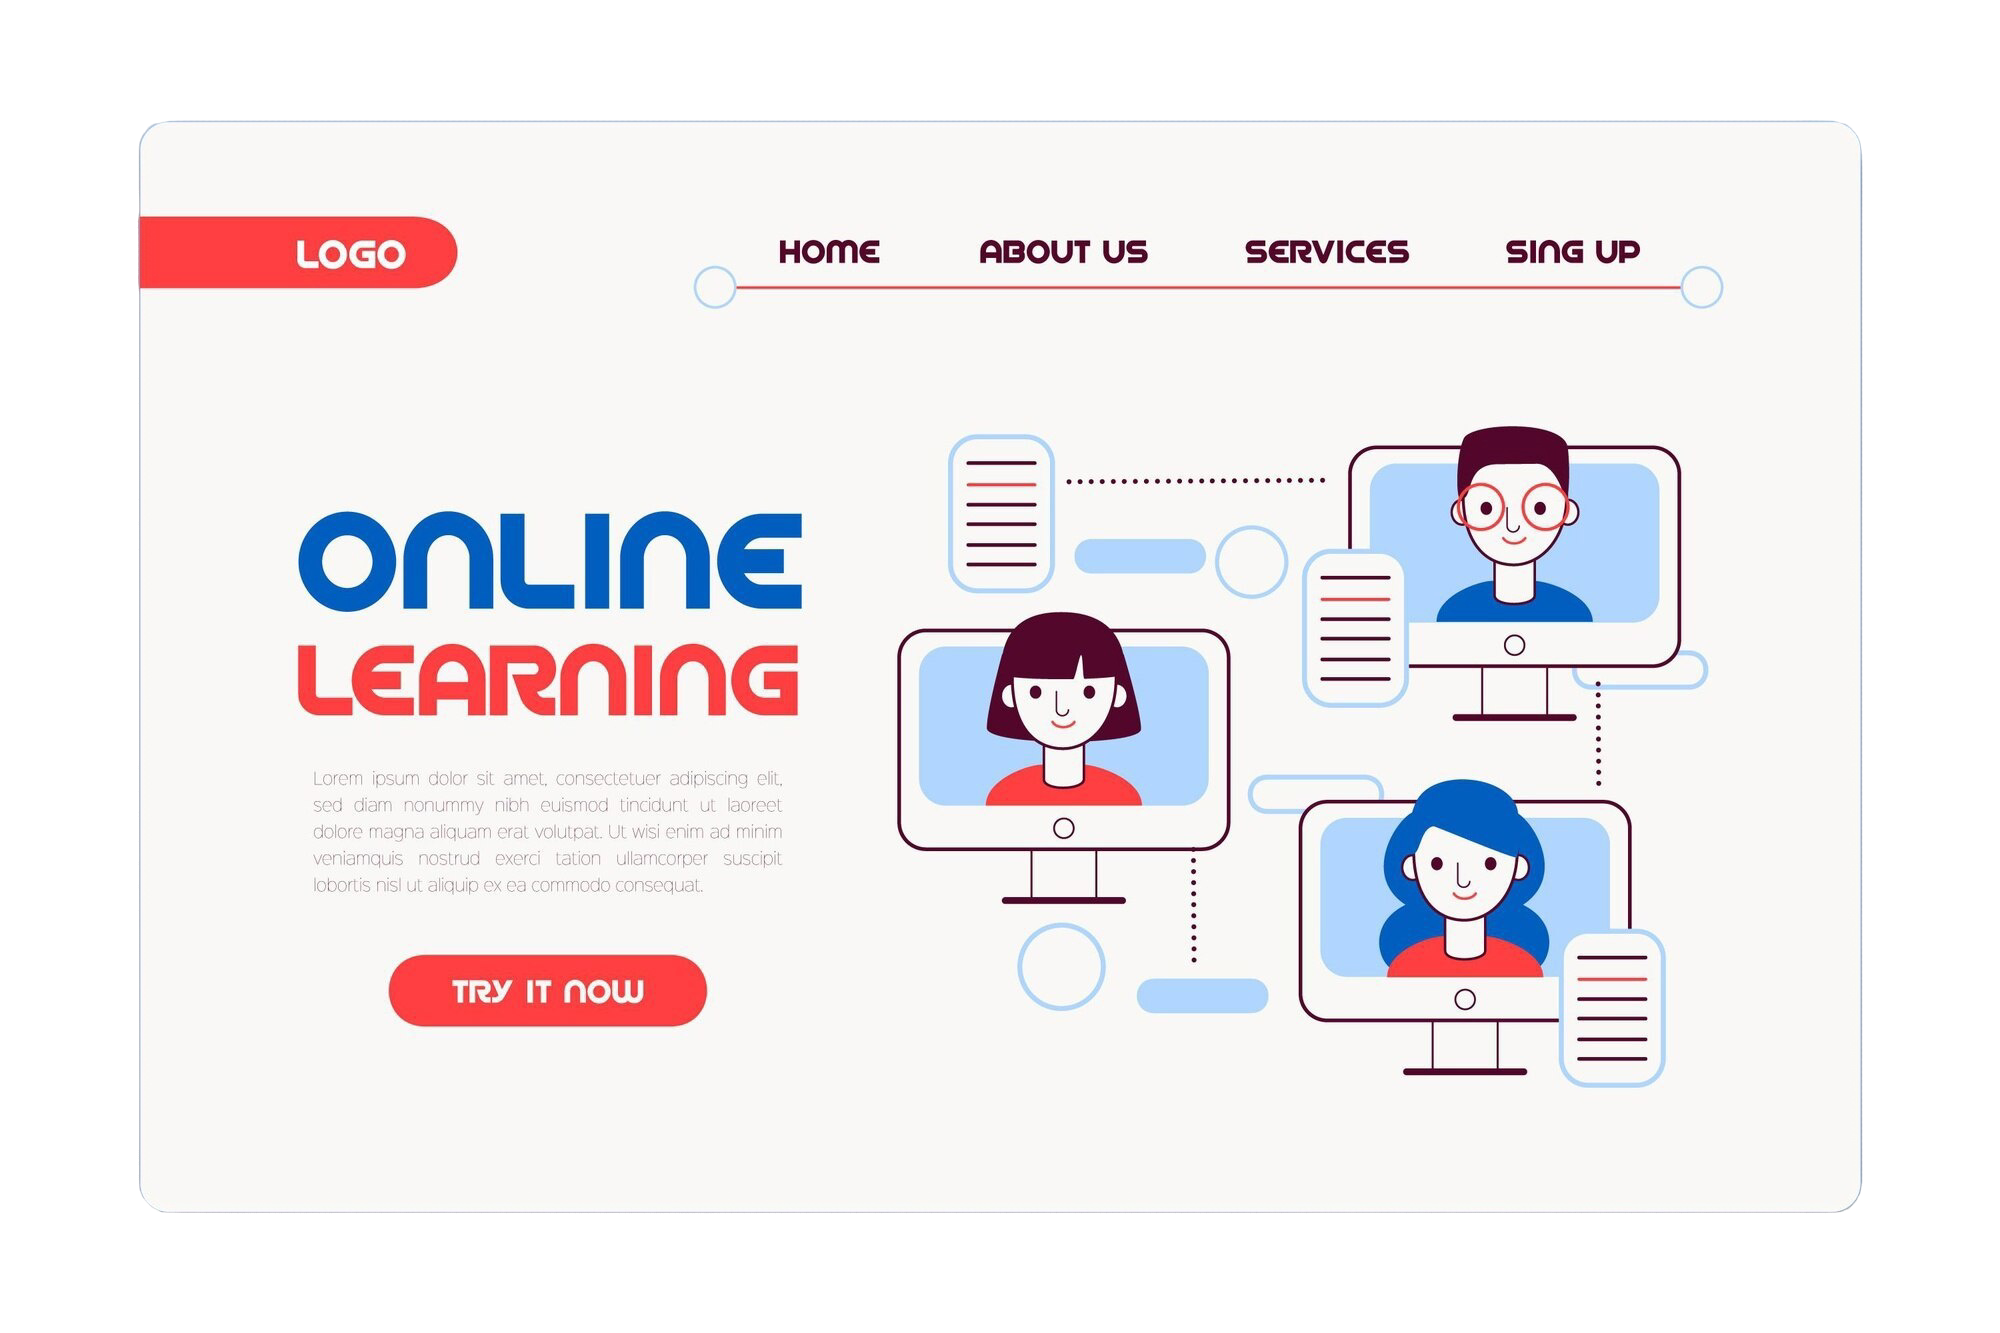 LOGO
HOME ABOUT US SERVICES SING UP
ONLINE
LEARNING
Lorem ipsum dolor sit amet, consectetuer adipiscing elit,
sed diam nonummy nibh euismod tincidunt ut laoreet
dolore magna aliquam erat volutpat. Ut wisi enim ad minim
veniamquis nostrud exerci tation ullamcorper suscipit
lobortis nisl ut aliquip ex ea commodo consequat.
TRY IT NOW